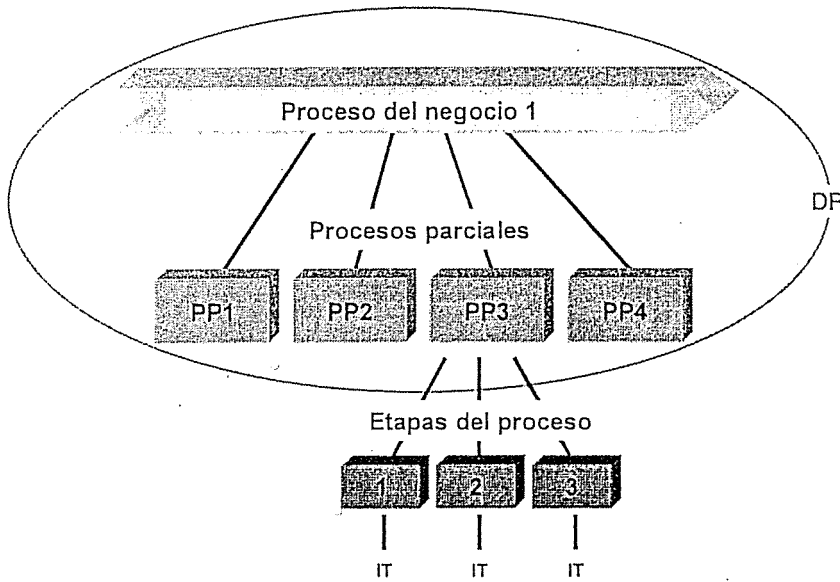 Proceso del negocio 1
DP
Procesos parciales
PP1 PP2 PP3 PP4
Etapas del proceso
1 2 3
IT IT IT